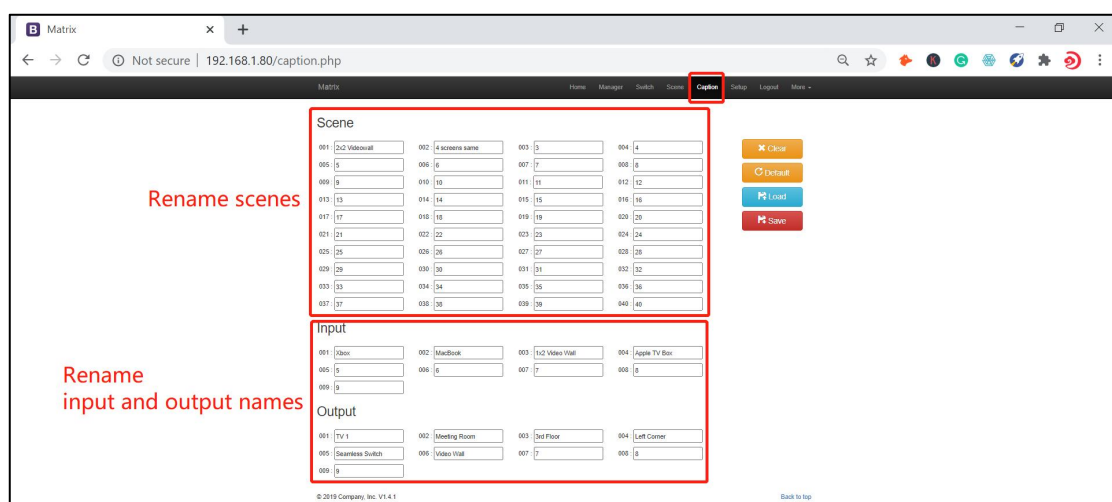 B Matrix
Not secure | 192.168.1.80/caption.php
Matrix Home Manager Switch Scene Caption Setup Logout More
Scene
001 : 2x2 Videowall 002 : 4 screens same 003 : 3 004 : 4
Clear
005 : 5 006 : 6 007 : 7 008 : 8
Default
009 : 9 010 : 10 011 : 11 012 : 12
Rename scenes
013 : 13 014 : 14 015 : 15 016 : 16
Load
017 : 17 018 : 18 019 : 19 020 : 20
Save
021 : 21 022 : 22 023 : 23 024 : 24
025 : 25 026 : 26 027 : 27 028 : 28
029 : 29 030 : 30 031 : 31 032 : 32
033 : 33 034 : 34 035 : 35 036 : 36
037 : 37 038 : 38 039 : 39 040 : 40
Input
001 : Xbox 002 : MacBook 003 : 1x2 Video Wall 004 : Apple TV Box
005 : 5 006 : 6 007 : 7 008 : 8
009 : 9
Rename
input and output names
Output
001 : TV 1 002 : Meeting Room 003 : 3rd Floor 004 : Left Corner
005 : Seamless Switch 006 : Video Wall 007 : 7 008 : 8
009 : 9
© 2019 Company, Inc. V1.4.1 Back to top